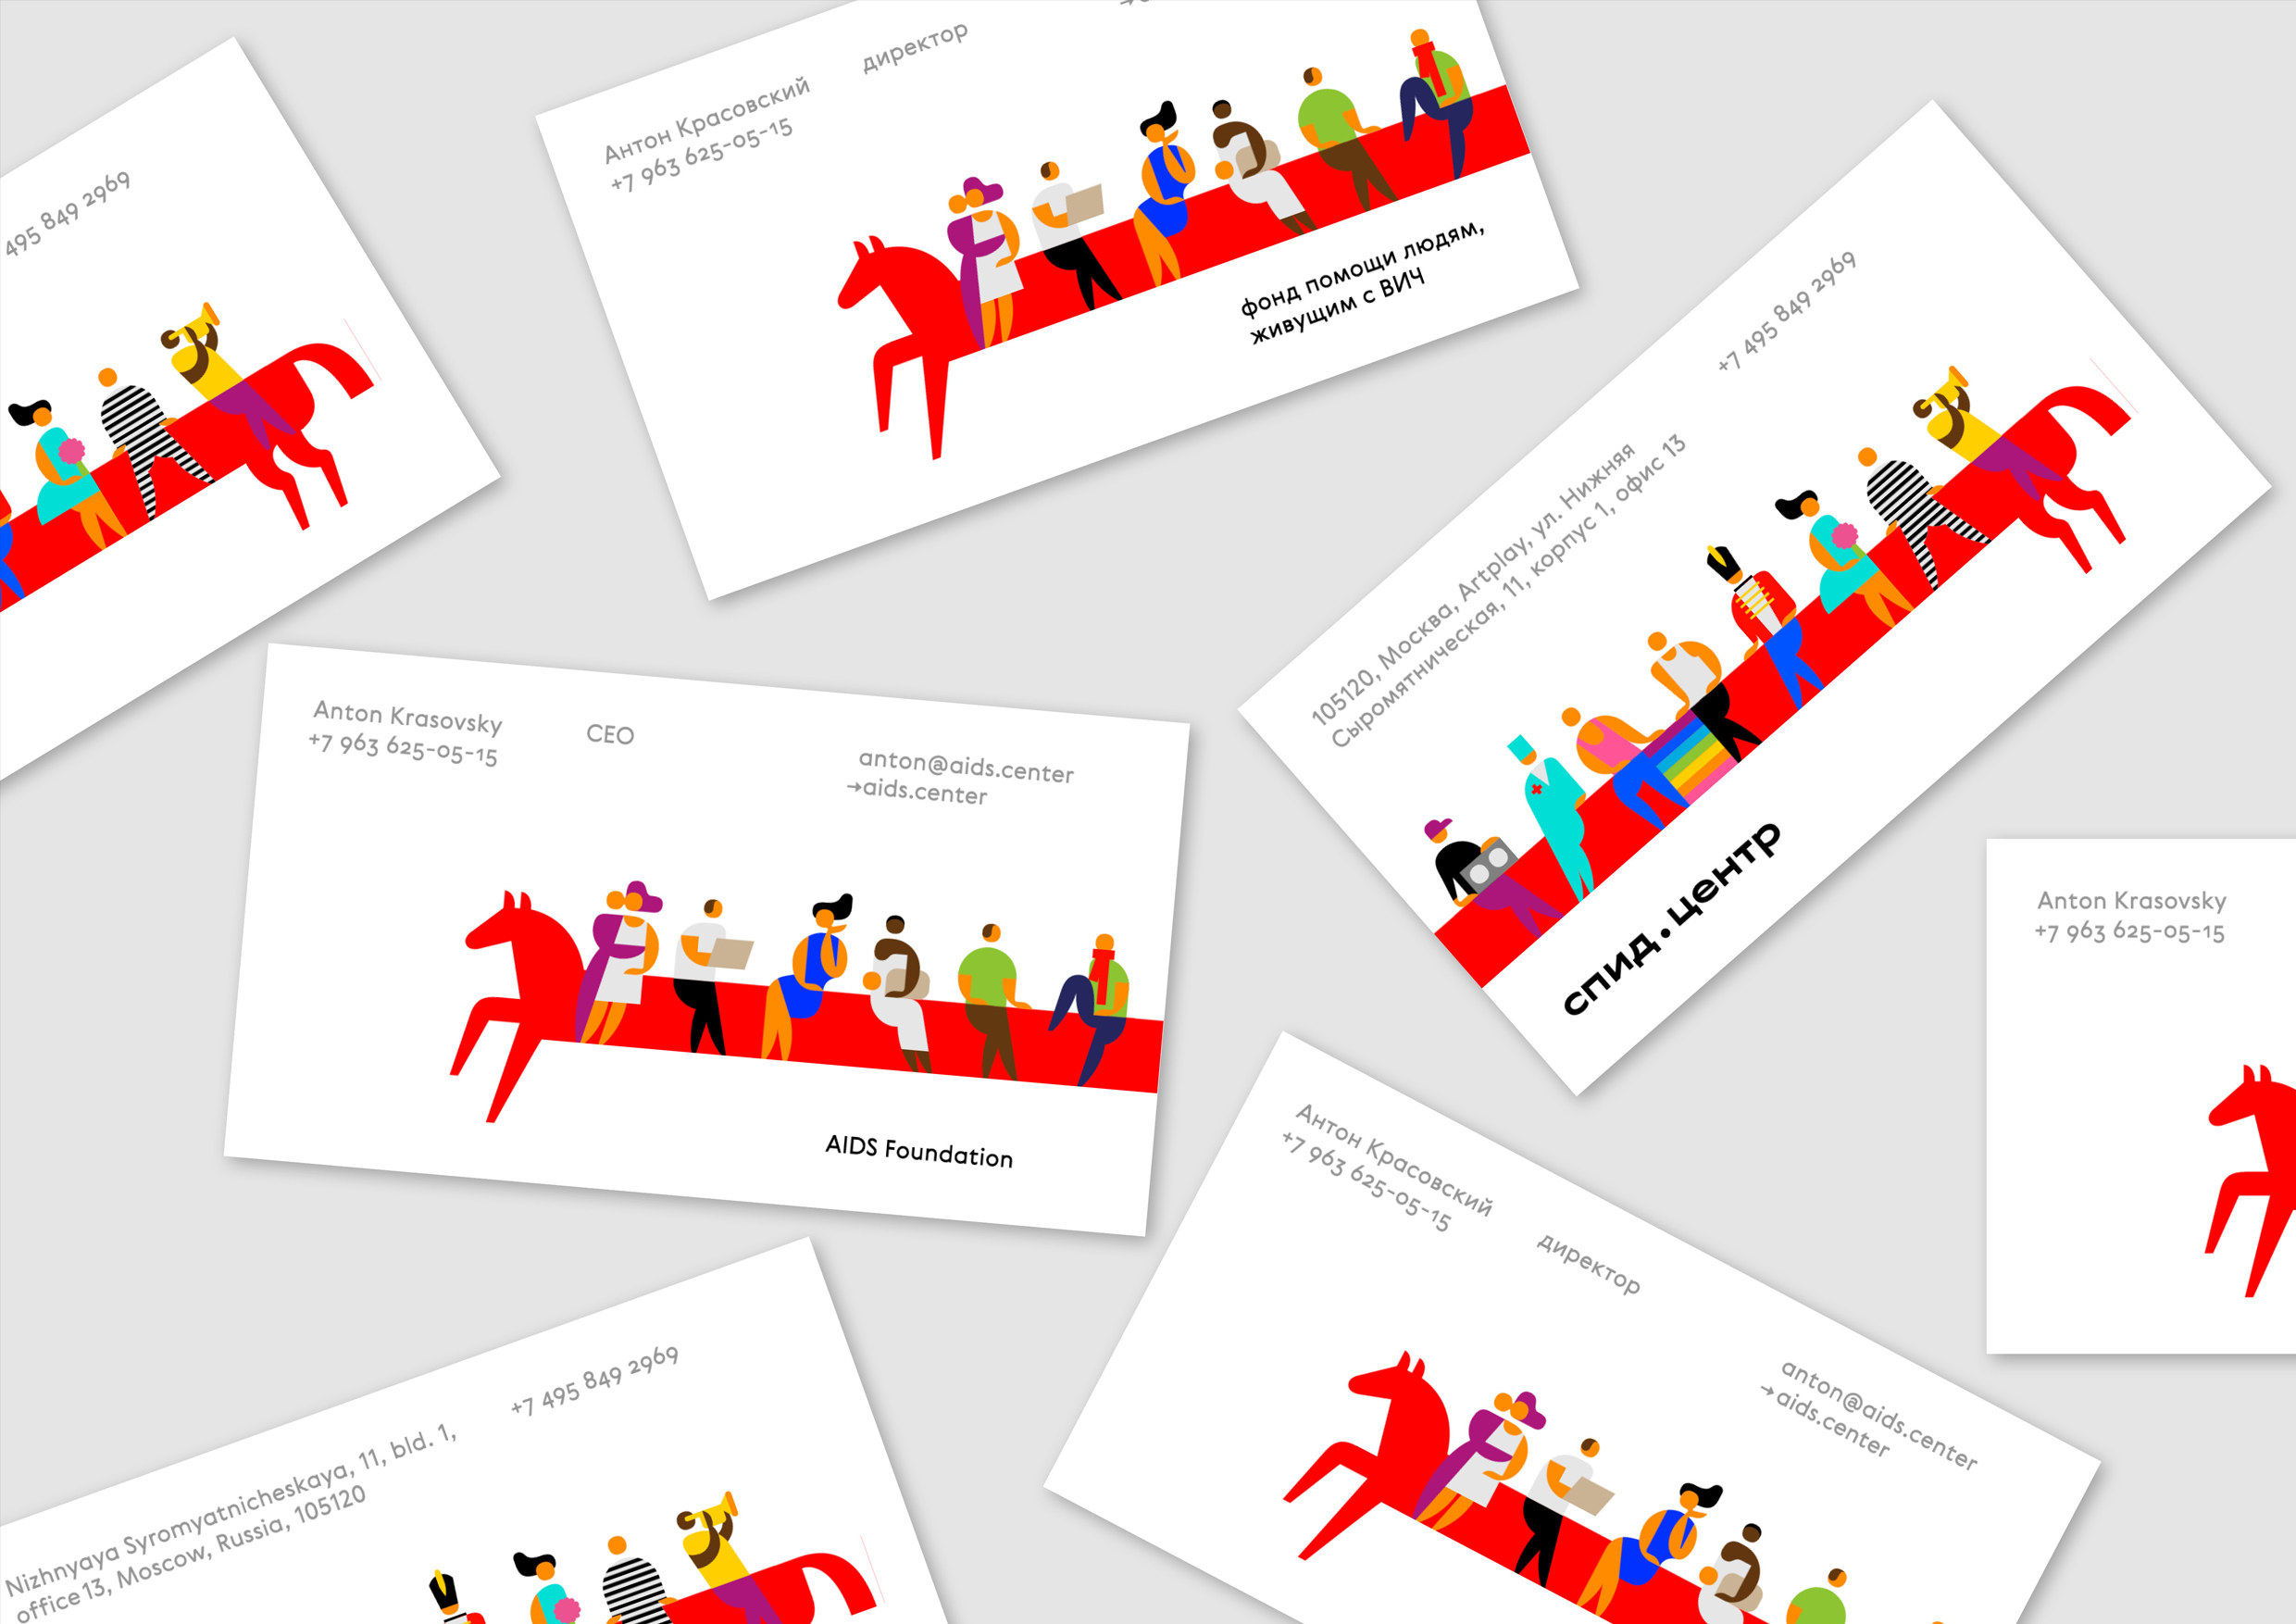 495 849 2969
Антон Красовский
+7 963 625-05-15
директор
фонд помощи людям,
живущим с ВИЧ
105120, Москва, Artplay, ул. Нижняя
Сыромятническая, 11, корпус 1, офис 13
+7 495 849 2969
спид.центр
Anton Krasovsky
+7 963 625-05-15
CEO
anton@aids.center
→aids.center
AIDS Foundation
Anton Krasovsky
+7 963 625-05-15
Антон Красовский
+7 963 625-05-15
директор
anton@aids.center
→aids.center
Nizhnyaya Syromyatnicheskaya, 11, bld. 1,
office 13, Moscow, Russia, 105120
+7 495 849 2969